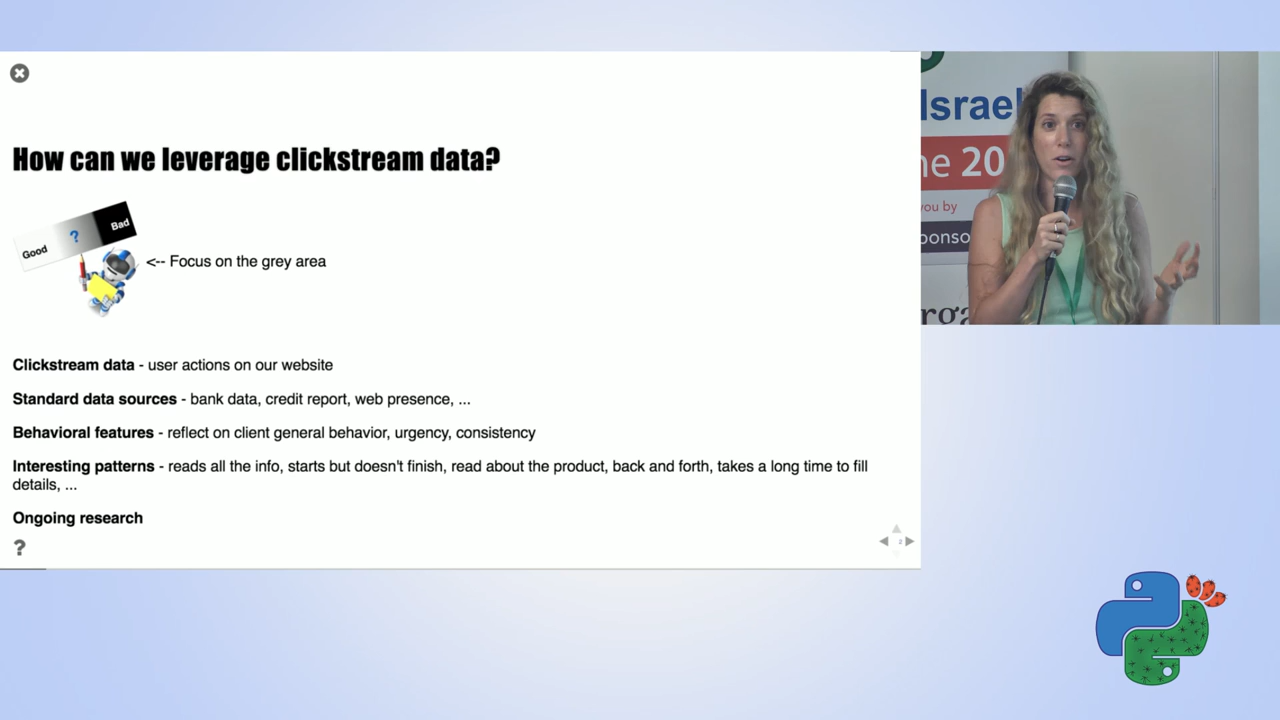 How can we leverage clickstream data?
Good
?
Bad
<-- Focus on the grey area
Clickstream data - user actions on our website
Standard data sources - bank data, credit report, web presence, ...
Behavioral features - reflect on client general behavior, urgency, consistency
Interesting patterns - reads all the info, starts but doesn't finish, read about the product, back and forth, takes a long time to fill
details, ...
Ongoing research
?
2
Israel
20
you by